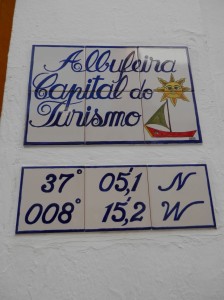 Albufeira
Capital do
Turismo
37° 05,1 N
008° 15,2 W